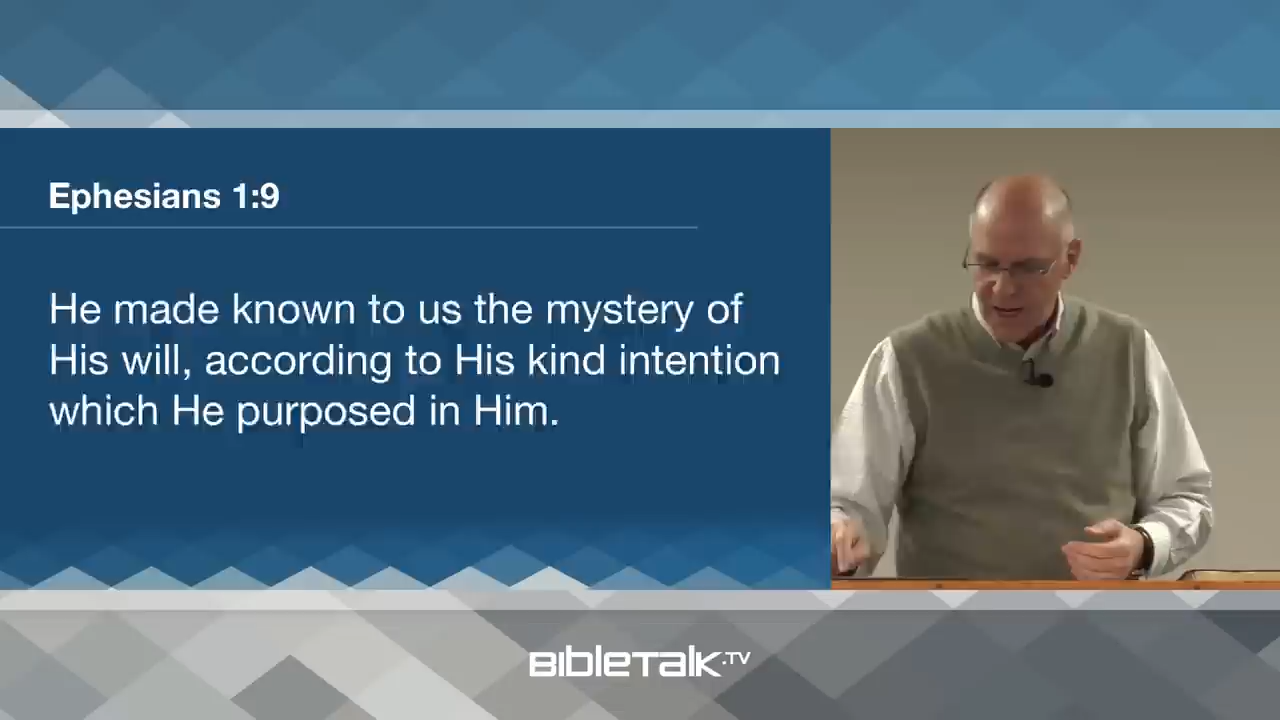 Ephesians 1:9
He made known to us the mystery of
His will, according to His kind intention
which He purposed in Him.
BIBLETALK.TV